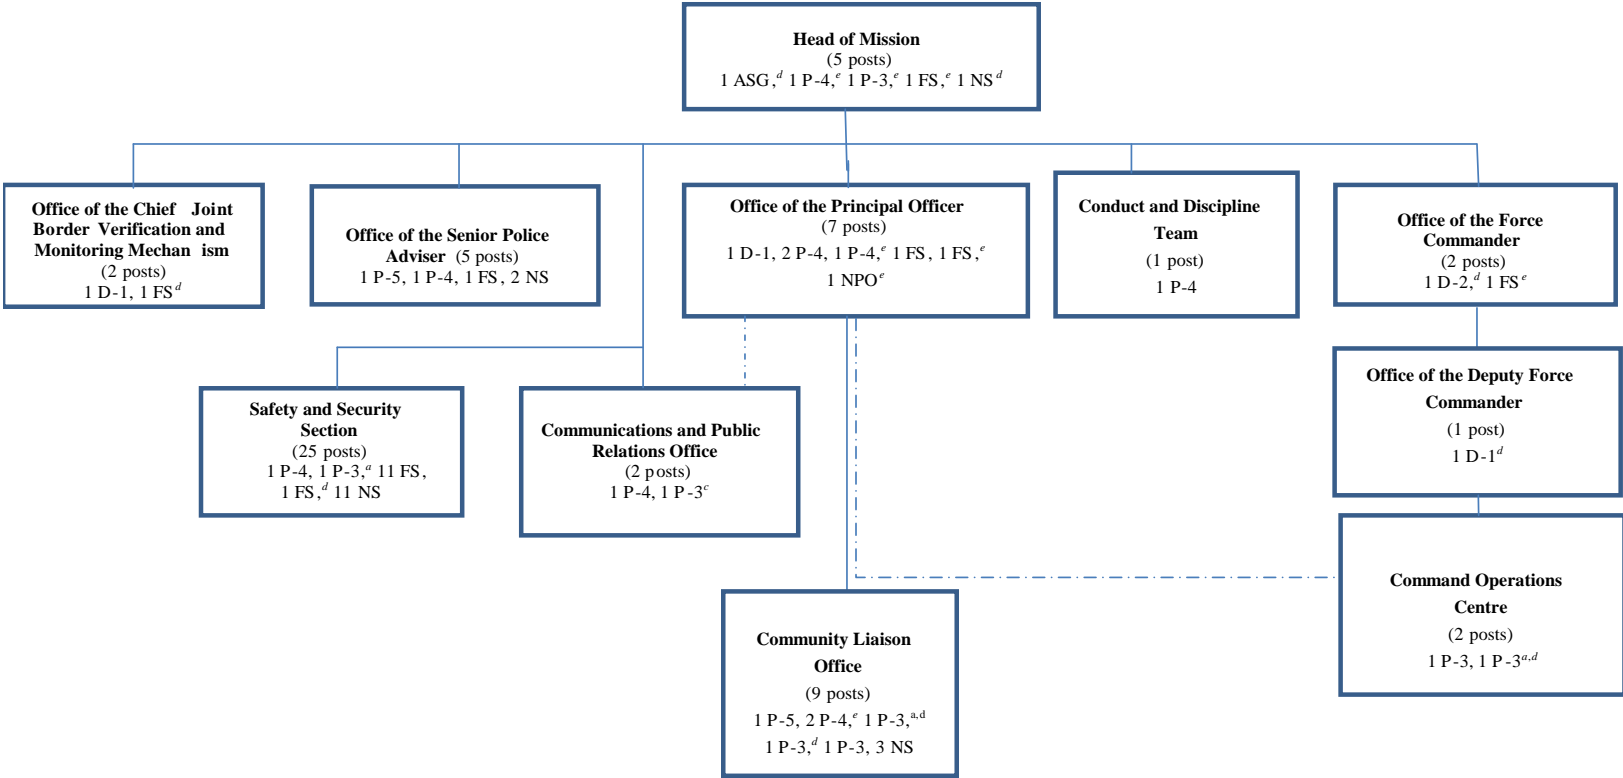 Head of Mission
(5 posts)
1 ASG,ᵈ 1 P-4,ᵉ 1 P-3,ᵉ 1 FS,ᵉ 1 NSᵈ
Office of the Chief Joint
Border Verification and
Monitoring Mechan ism
(2 posts)
1 D-1, 1 FSᵈ
Office of the Senior Police
Adviser (5 posts)
1 P-5, 1 P-4, 1 FS, 2 NS
Office of the Principal Officer
(7 posts)
1 D-1, 2 P-4, 1 P-4,ᵉ 1 FS, 1 FS,ᵉ
1 NPOᵉ
Conduct and Discipline
Team
(1 post)
1 P-4
Office of the Force
Commander
(2 posts)
1 D-2,ᵈ 1 FSᵉ
Safety and Security
Section
(25 posts)
1 P-4, 1 P-3,ᵃ 11 FS,
1 FS,ᵈ 11 NS
Communications and Public
Relations Office
(2 posts)
1 P-4, 1 P-3ᶜ
Office of the Deputy Force
Commander
(1 post)
1 D-1ᵈ
Community Liaison
Office
(9 posts)
1 P-5, 2 P-4,ᵉ 1 P-3,ᵃ,ᵈ
1 P-3,ᵈ 1 P-3, 3 NS
Command Operations
Centre
(2 posts)
1 P-3, 1 P-3ᵃ,ᵈ